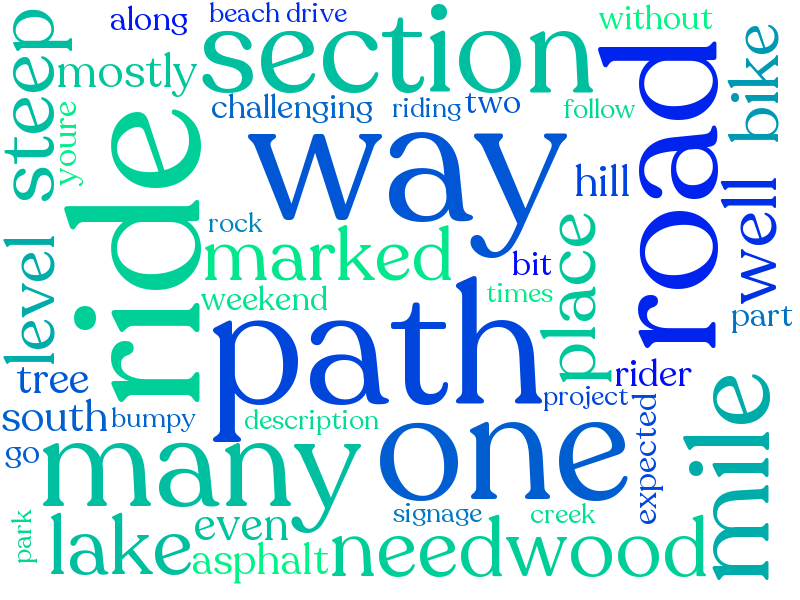 along
beach drive
without
steep
mostly
section
road
bike
youre
challenging
riding
two
follow
ride
way
hill
well
rock
marked
place
level
bit
weekend
times
path
part
tree
rider
south
bumpy
description
project
mile
go
many
one
expected
park
lake
even
signage
creek
asphalt
needwood